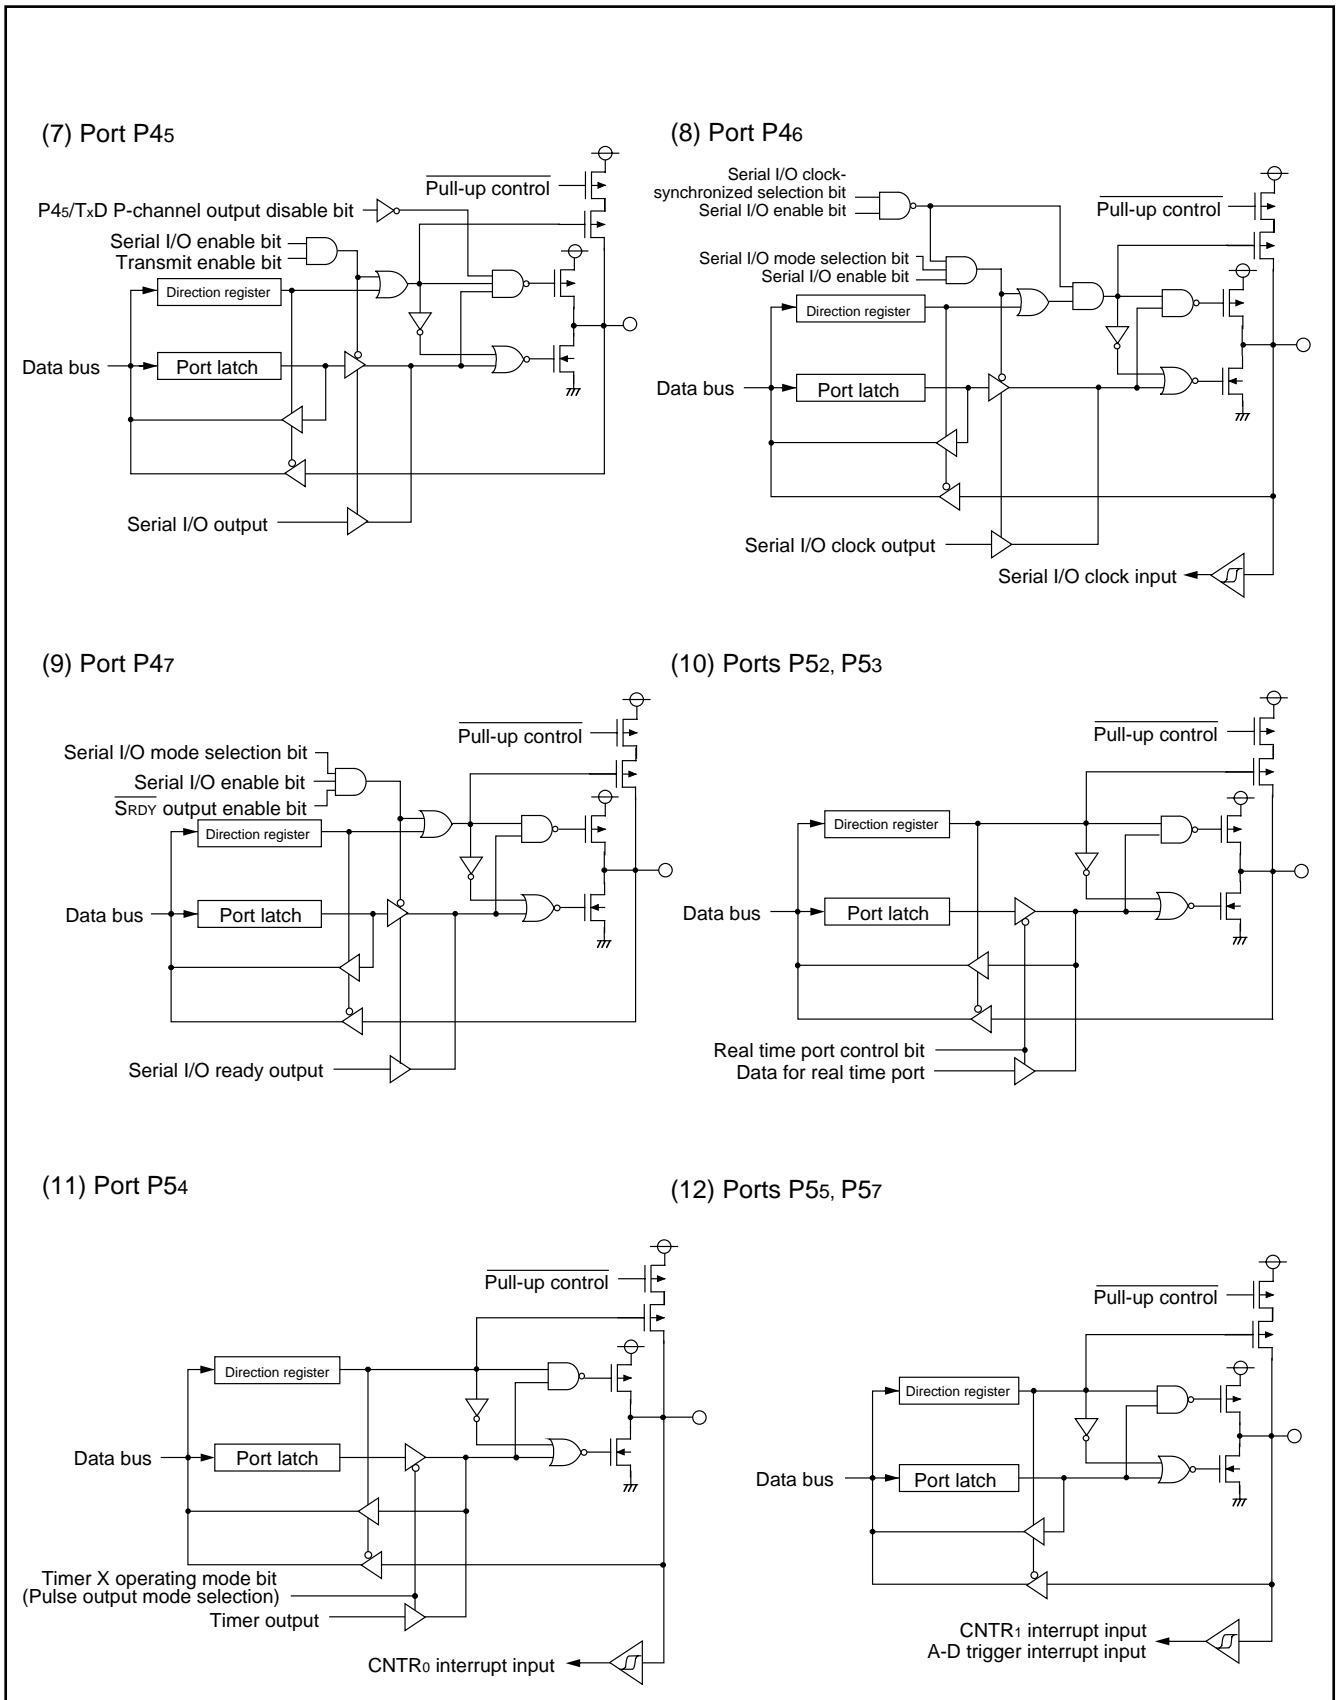 (7) Port P45
Pull-up control
P45/TxD P-channel output disable bit
Serial I/O enable bit
Transmit enable bit
Direction register
Data bus
Port latch
Serial I/O output
(8) Port P46
Serial I/O clock-
synchronized selection bit
Serial I/O enable bit
Pull-up control
Serial I/O mode selection bit
Serial I/O enable bit
Direction register
Data bus
Port latch
Serial I/O clock output
Serial I/O clock input
(9) Port P47
Pull-up control
Serial I/O mode selection bit
Serial I/O enable bit
SRDY output enable bit
Direction register
Data bus
Port latch
Serial I/O ready output
(10) Ports P52, P53
Pull-up control
Direction register
Data bus
Port latch
Real time port control bit
Data for real time port
(11) Port P54
Pull-up control
Direction register
Data bus
Port latch
Timer X operating mode bit
(Pulse output mode selection)
Timer output
CNTR0 interrupt input
(12) Ports P55, P57
Pull-up control
Direction register
Data bus
Port latch
CNTR1 interrupt input
A-D trigger interrupt input